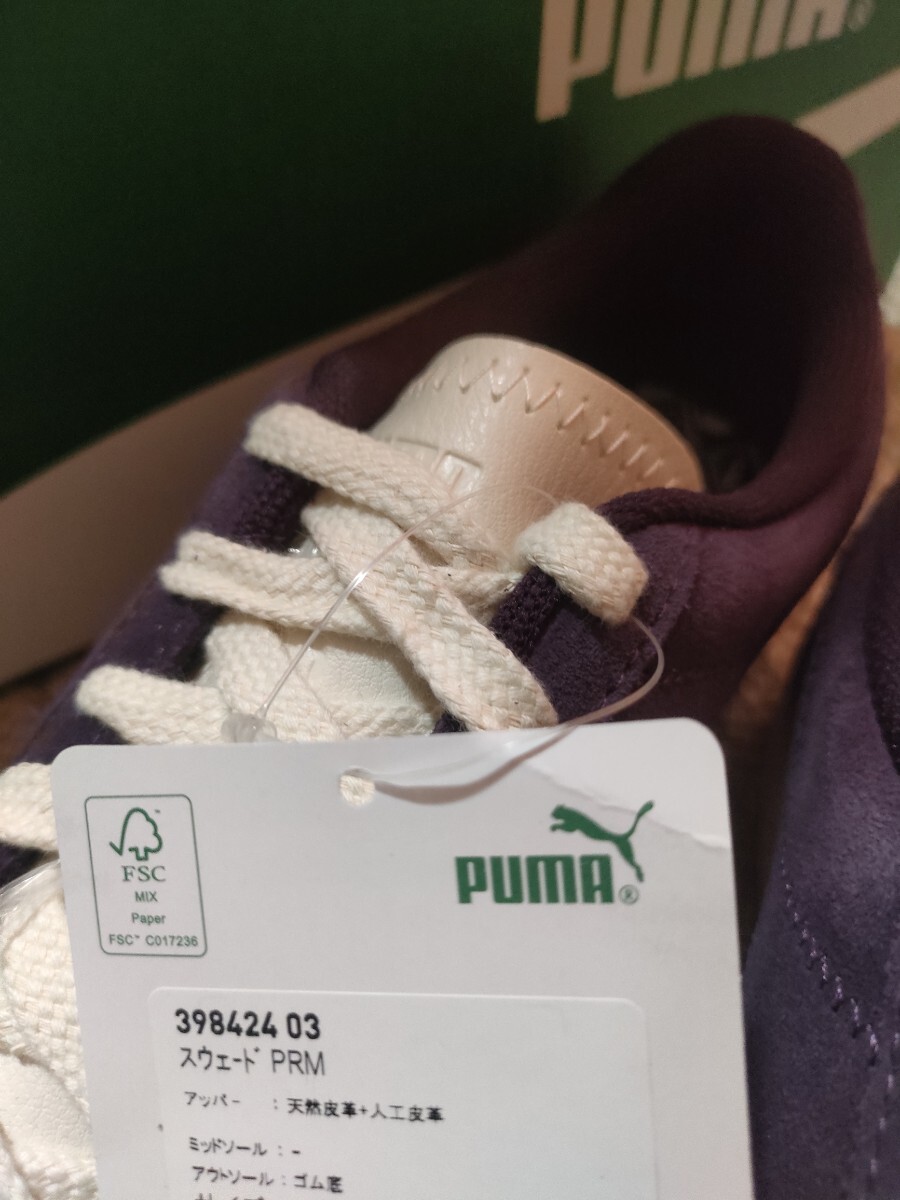 PUMA®
FSC™
MIX
Paper
FSC™ C017236
PUMA®
398424 03
スウェード PRM
アッパー : 天然皮革+人工皮革
ミッドソール : -
アウトソール : ゴム底